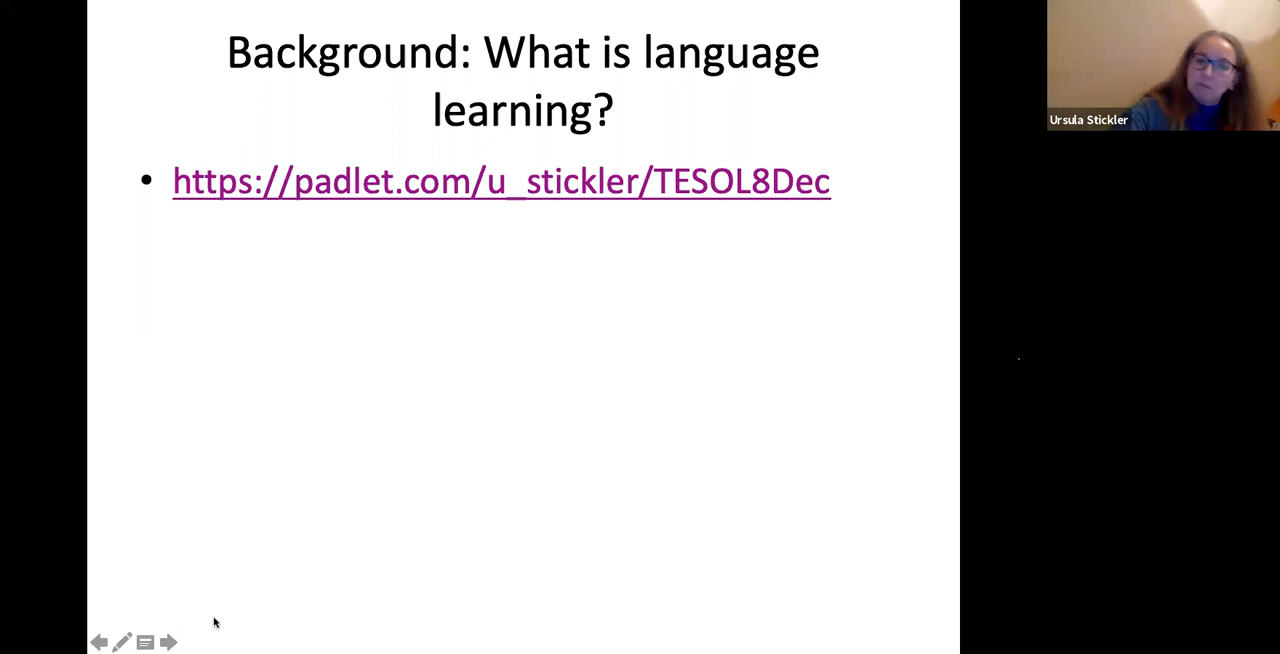 Background: What is language
learning?
• https://padlet.com/u_stickler/TESOL8Dec
Ursula Stickler